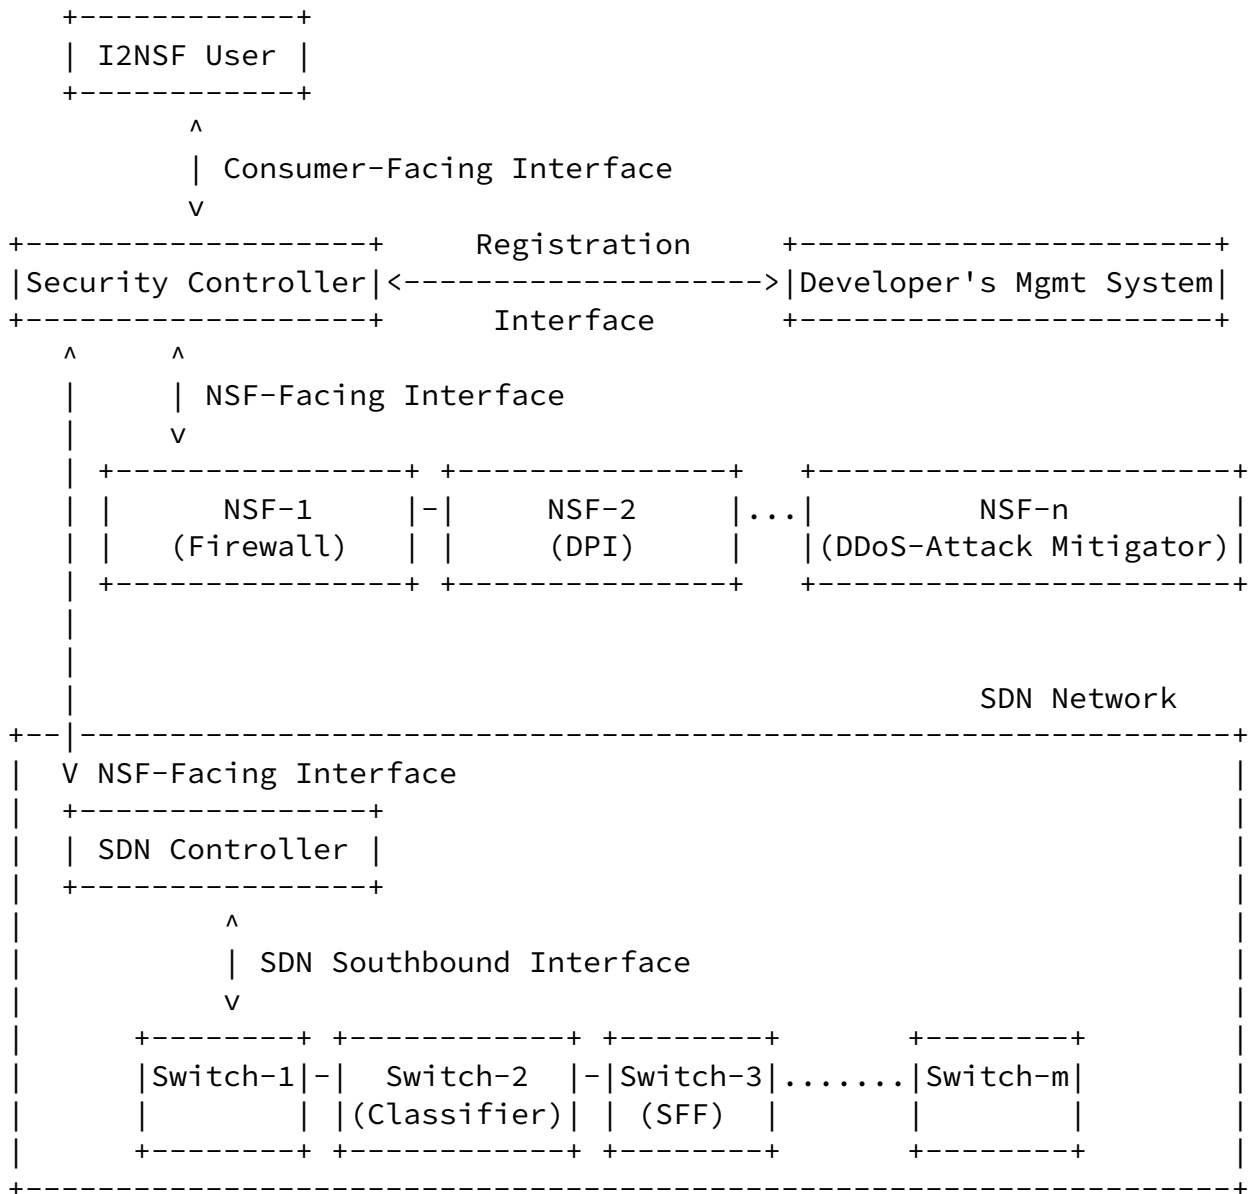 I2NSF User
Consumer-Facing Interface
Registration
Security Controller Developer's Mgmt System
Interface
NSF-Facing Interface
NSF-1 NSF-2 ... NSF-n
(Firewall) (DPI) (DDoS-Attack Mitigator)
SDN Network
NSF-Facing Interface
SDN Controller
SDN Southbound Interface
Switch-1 Switch-2 Switch-3 ....... Switch-m
(Classifier) (SFF)